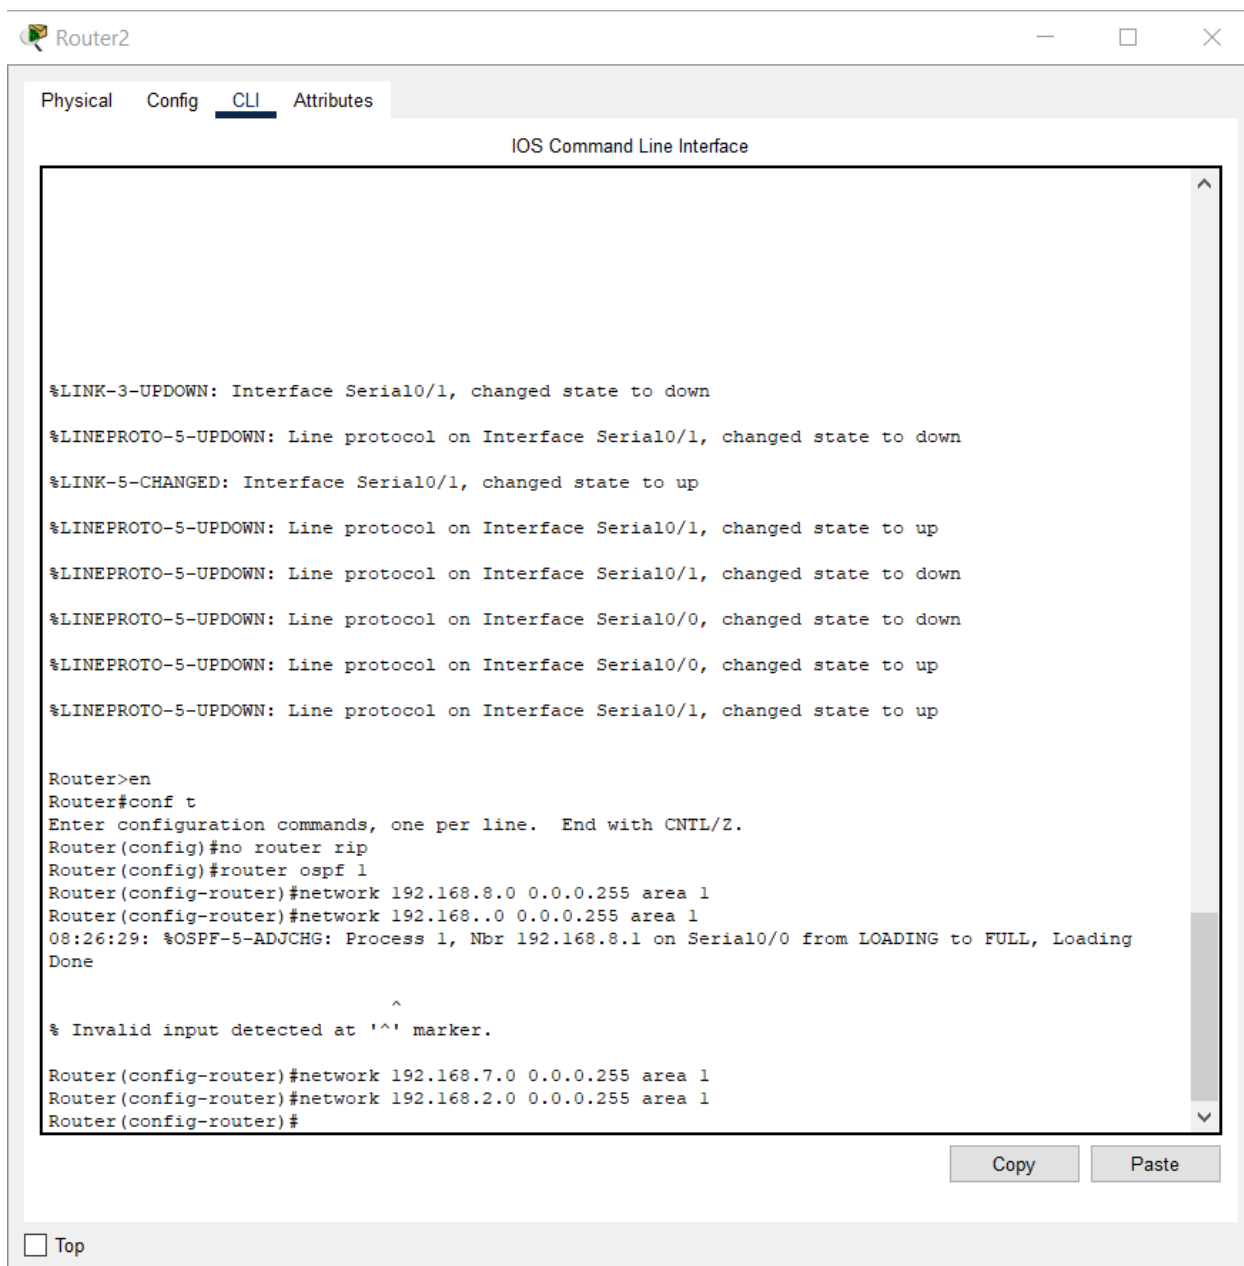 Router2
Physical Config CLI Attributes
IOS Command Line Interface
%LINK-3-UPDOWN: Interface Serial0/1, changed state to down
%LINEPROTO-5-UPDOWN: Line protocol on Interface Serial0/1, changed state to down
%LINK-5-CHANGED: Interface Serial0/1, changed state to up
%LINEPROTO-5-UPDOWN: Line protocol on Interface Serial0/1, changed state to up
%LINEPROTO-5-UPDOWN: Line protocol on Interface Serial0/1, changed state to down
%LINEPROTO-5-UPDOWN: Line protocol on Interface Serial0/0, changed state to down
%LINEPROTO-5-UPDOWN: Line protocol on Interface Serial0/0, changed state to up
%LINEPROTO-5-UPDOWN: Line protocol on Interface Serial0/1, changed state to up
Router>en
Router#conf t
Enter configuration commands, one per line.  End with CNTL/Z.
Router(config)#no router rip
Router(config)#router ospf 1
Router(config-router)#network 192.168.8.0 0.0.0.255 area 1
Router(config-router)#network 192.168..0 0.0.0.255 area 1
08:26:29: %OSPF-5-ADJCHG: Process 1, Nbr 192.168.8.1 on Serial0/0 from LOADING to FULL, Loading
Done
^
% Invalid input detected at '^' marker.
Router(config-router)#network 192.168.7.0 0.0.0.255 area 1
Router(config-router)#network 192.168.2.0 0.0.0.255 area 1
Router(config-router)#
Copy Paste
Top